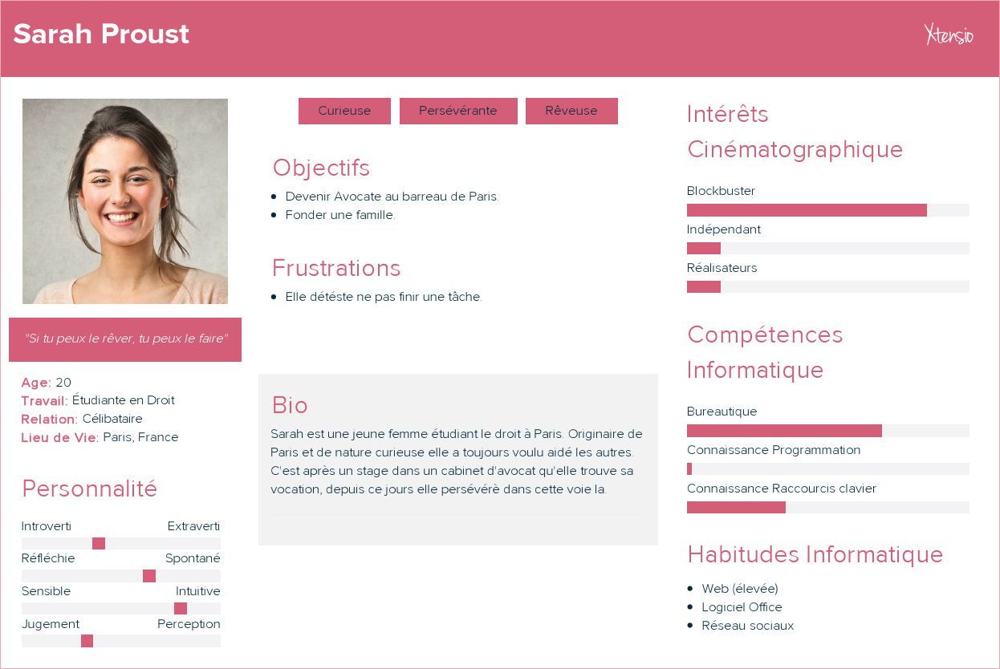 Sarah Proust
Xtensio
"Si tu peux le rêver, tu peux le faire"
Age: 20
Travail: Étudiante en Droit
Relation: Célibataire
Lieu de Vie: Paris, France
Personnalité
Introverti Extraverti
Réfléchie Spontané
Sensible Intuitive
Jugement Perception
Curieuse Persévérante Rêveuse
Objectifs
Devenir Avocate au barreau de Paris.
Fonder une famille.
Frustrations
Elle détéste ne pas finir une tâche.
Bio
Sarah est une jeune femme étudiant le droit à Paris. Originaire de
Paris et de nature curieuse elle a toujours voulu aidé les autres.
C'est après un stage dans un cabinet d'avocat qu'elle trouve sa
vocation, depuis ce jours elle persévérè dans cette voie la.
Intérêts
Cinématographique
Blockbuster
Indépendant
Réalisateurs
Compétences
Informatique
Bureautique
Connaissance Programmation
Connaissance Raccourcis clavier
Habitudes Informatique
Web (élevée)
Logiciel Office
Réseau sociaux